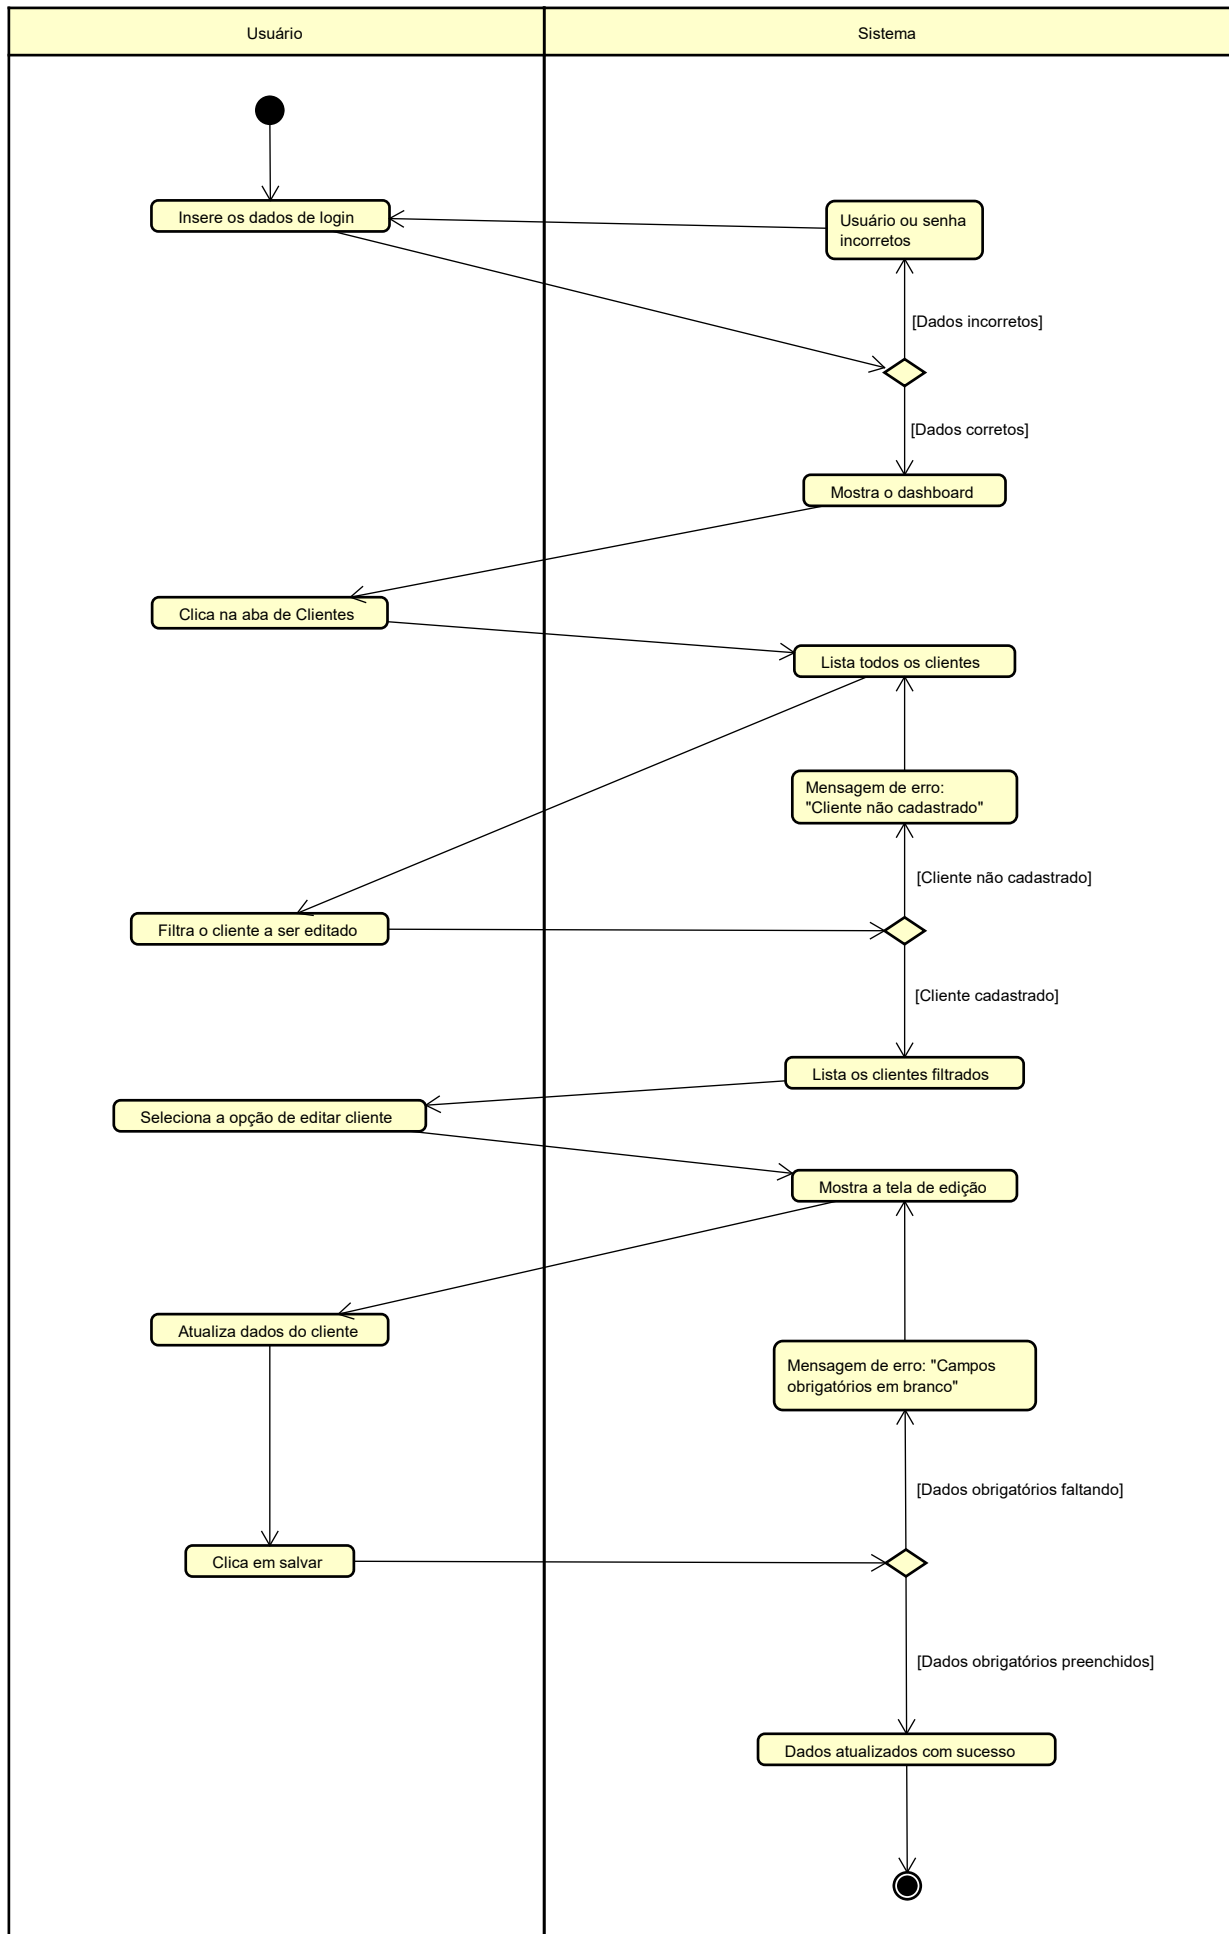 Usuário
Sistema
Insere os dados de login
Usuário ou senha
incorretos
[Dados incorretos]
[Dados corretos]
Mostra o dashboard
Clica na aba de Clientes
Lista todos os clientes
Mensagem de erro:
"Cliente não cadastrado"
[Cliente não cadastrado]
Filtra o cliente a ser editado
[Cliente cadastrado]
Lista os clientes filtrados
Seleciona a opção de editar cliente
Mostra a tela de edição
Atualiza dados do cliente
Mensagem de erro: "Campos
obrigatórios em branco"
[Dados obrigatórios faltando]
Clica em salvar
[Dados obrigatórios preenchidos]
Dados atualizados com sucesso